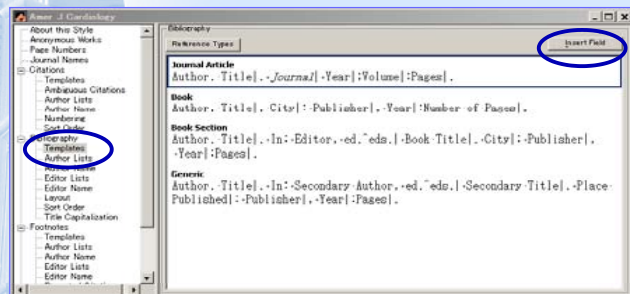 Amer J Cardiology
About this Style
Anonymous Works
Page Numbers
Journal Names
Citations
Templates
Ambiguous Citations
Author Lists
Author Name
Numbering
Sort Order
Bibliography
Templates
Author Lists
Author Name
Editor Lists
Editor Name
Layout
Sort Order
Title Capitalization
Footnotes
Templates
Author Lists
Author Name
Editor Lists
Editor Name
Bibliography
Reference Types
Insert Field
Journal Article
Author.·Title|.·Journal|·Year|;Volume|:Pages|.
Book
Author.·Title|.·City|:·Publisher|,·Year|:Number of Pages|.
Book Section
Author.·Title|.·In:·Editor,·ed.^eds.|·Book·Title|.·City|:·Publisher|,
·Year|:Pages|.
Generic
Author.·Title|.·In:·Secondary·Author,·ed.^eds.|·Secondary·Title|.·Place·
Published|:·Publisher|,·Year|:Pages|.